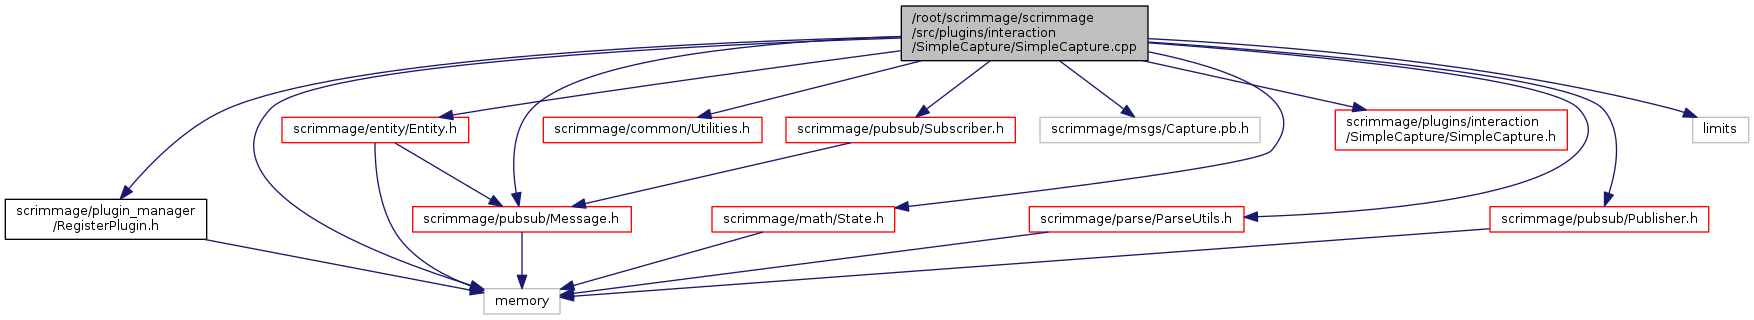 /root/scrimmage/scrimmage
/src/plugins/interaction
/SimpleCapture/SimpleCapture.cpp
scrimmage/entity/Entity.h
scrimmage/common/Utilities.h
scrimmage/pubsub/Subscriber.h
scrimmage/msgs/Capture.pb.h
scrimmage/plugins/interaction
/SimpleCapture/SimpleCapture.h
limits
scrimmage/plugin_manager
/RegisterPlugin.h
scrimmage/pubsub/Message.h
scrimmage/math/State.h
scrimmage/parse/ParseUtils.h
scrimmage/pubsub/Publisher.h
memory